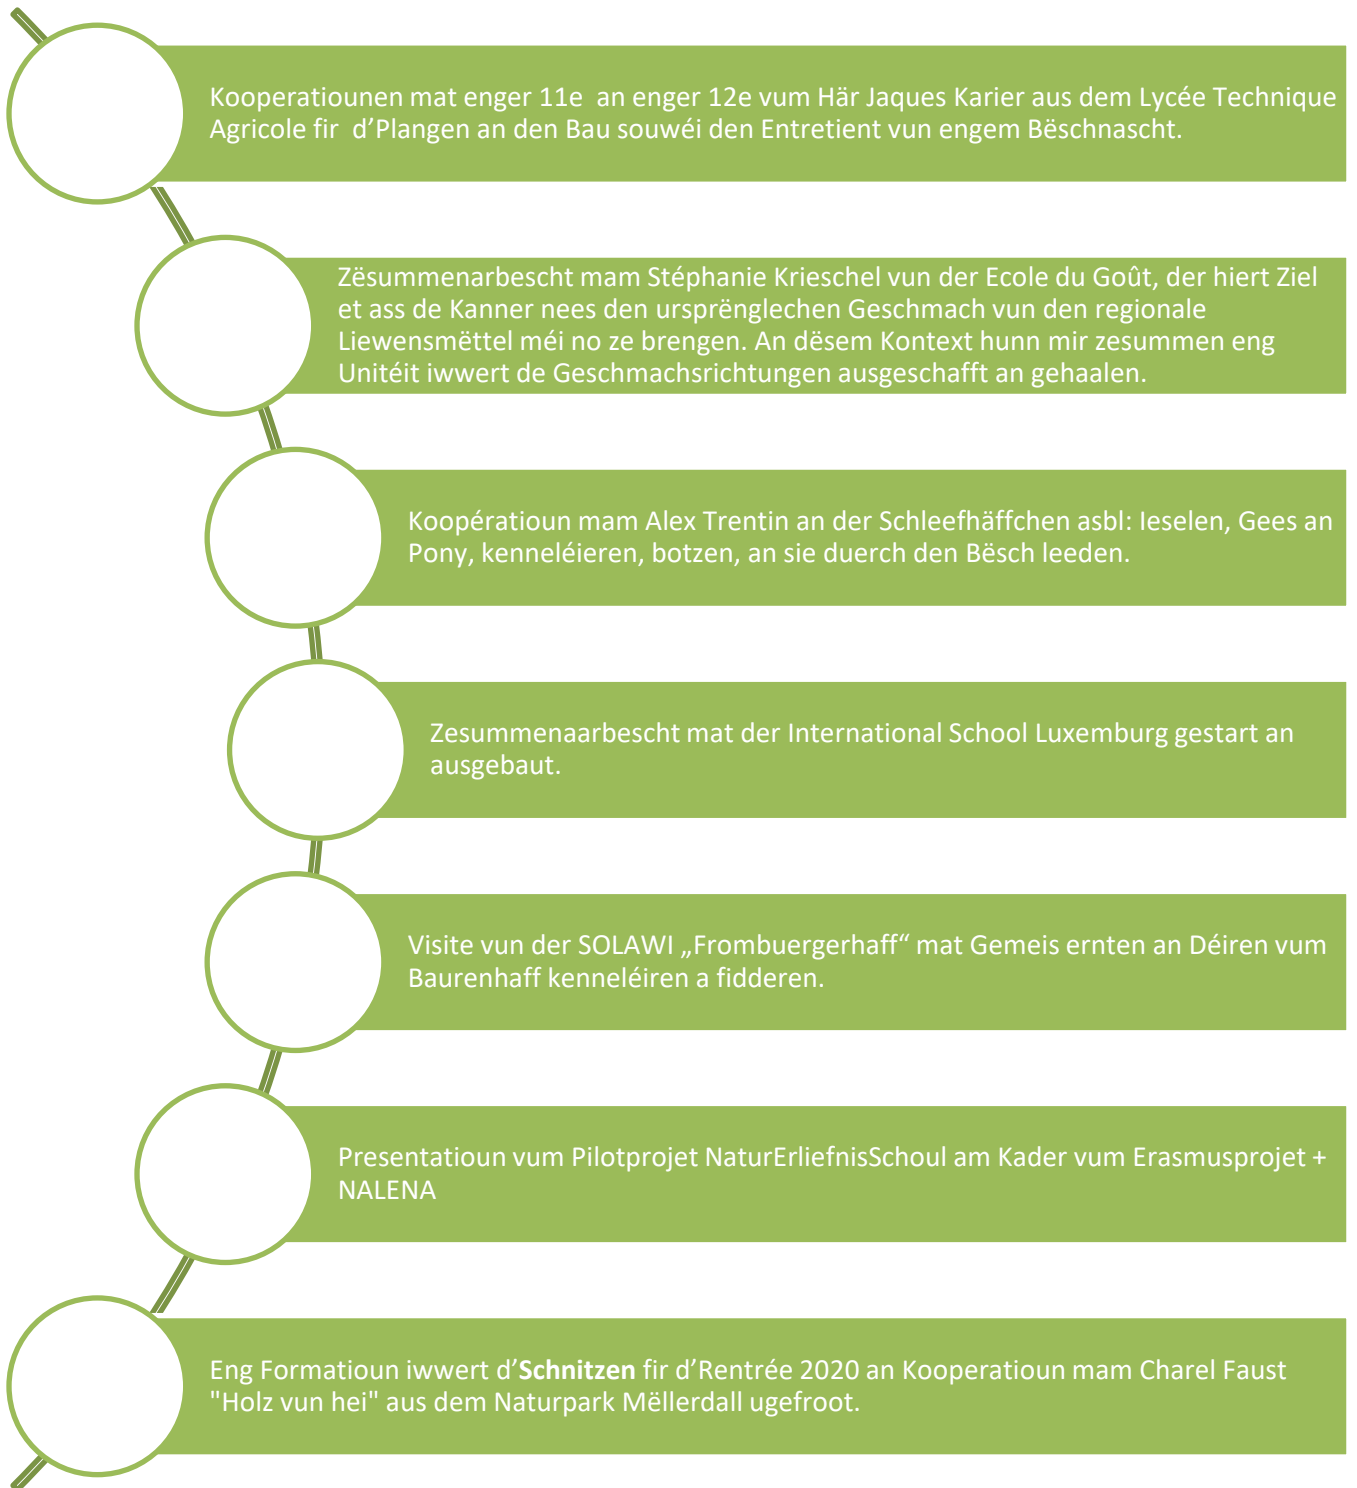 Kooperatiounen mat enger 11e  an enger 12e vum Här Jaques Karier aus dem Lycée Technique
Agricole fir  d’Plangen an den Bau souwéi den Entretient vun engem Bëschnascht.
Zësummenarbescht mam Stéphanie Krieschel vun der Ecole du Goût, der hiert Ziel
et ass de Kanner nees den ursprënglechen Geschmach vun den regionale
Liewensmëttel méi no ze brengen. An dësem Kontext hunn mir zesummen eng
Unitéit iwwert de Geschmachsrichtungen ausgeschafft an gehaalen.
Koopératioun mam Alex Trentin an der Schleefhäffchen asbl: Ieselen, Gees an
Pony, kenneléieren, botzen, an sie duerch den Bësch leeden.
Zesummenaarbescht mat der International School Luxemburg gestart an
ausgebaut.
Visite vun der SOLAWI „Frombuergerhaff“ mat Gemeis ernten an Déiren vum
Baurenhaff kenneléiren a fidderen.
Presentatioun vum Pilotprojet NaturErliefnisSchoul am Kader vum Erasmusprojet +
NALENA
Eng Formatioun iwwert d’Schnitzen fir d’Rentrée 2020 an Kooperatioun mam Charel Faust
"Holz vun hei" aus dem Naturpark Mëllerdall ugefroot.